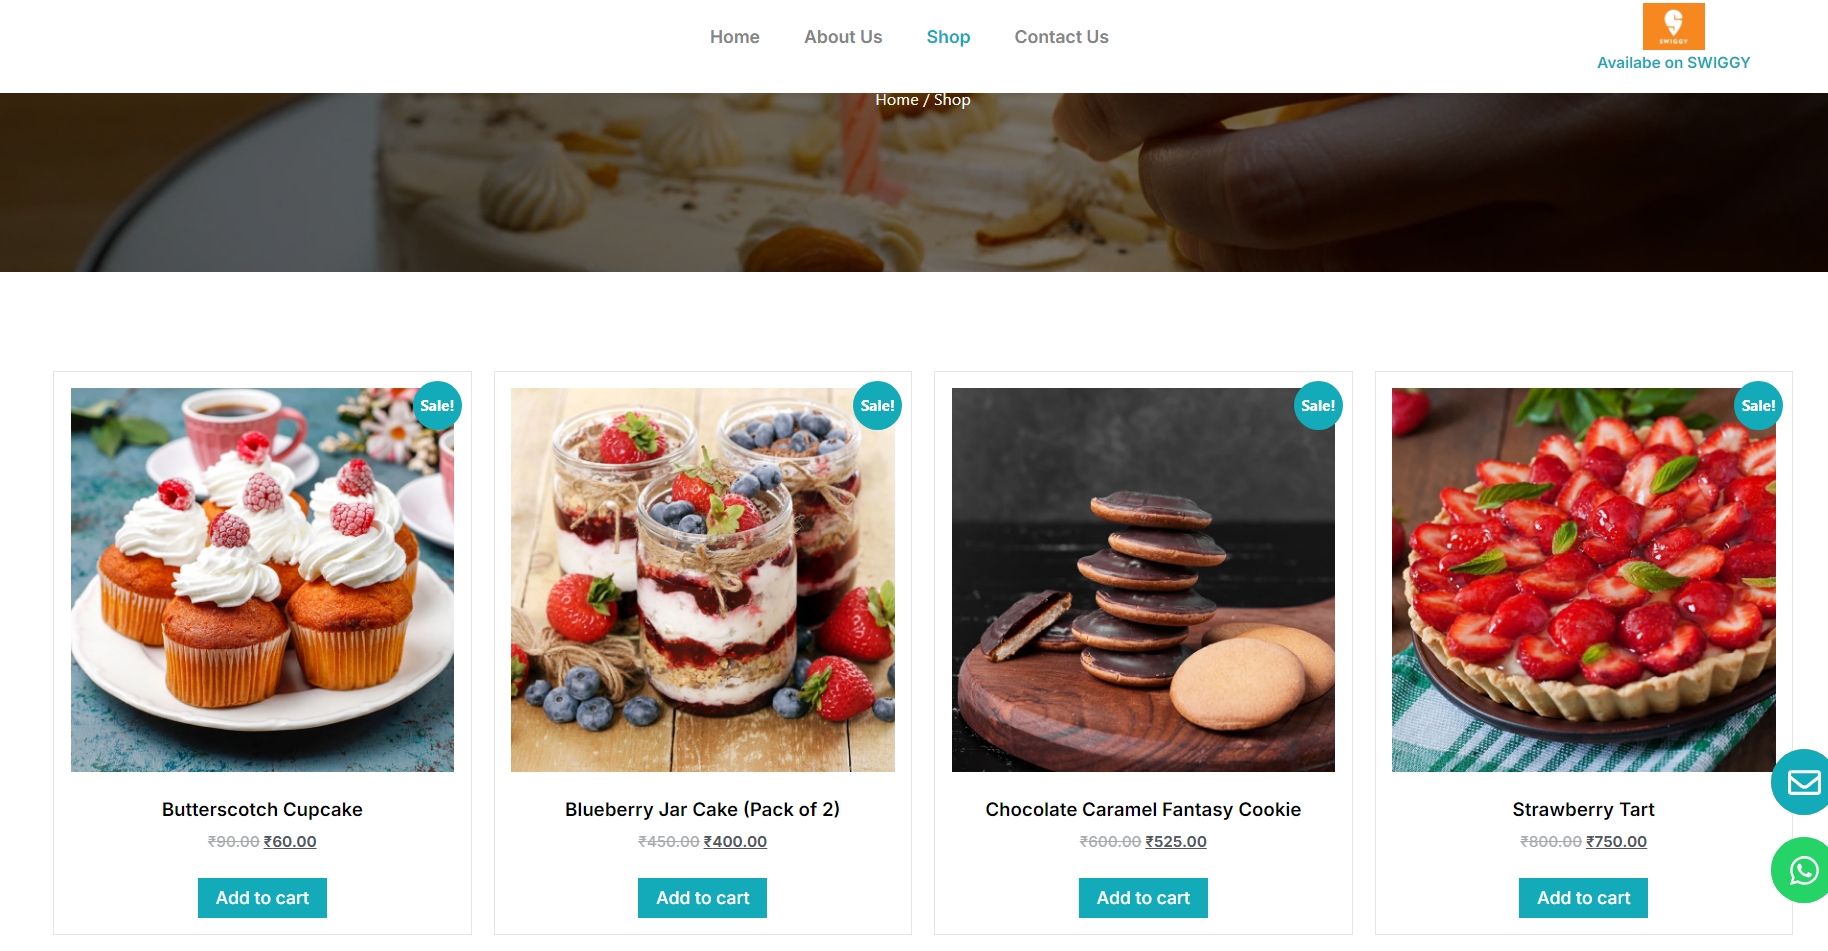 Home
About Us
Shop
Contact Us
SWIGGY
Availabe on SWIGGY
Home / Shop
Sale!
Sale!
Sale!
Sale!
Butterscotch Cupcake
₹90.00 ₹60.00
Add to cart
Blueberry Jar Cake (Pack of 2)
₹450.00 ₹400.00
Add to cart
Chocolate Caramel Fantasy Cookie
₹600.00 ₹525.00
Add to cart
Strawberry Tart
₹800.00 ₹750.00
Add to cart